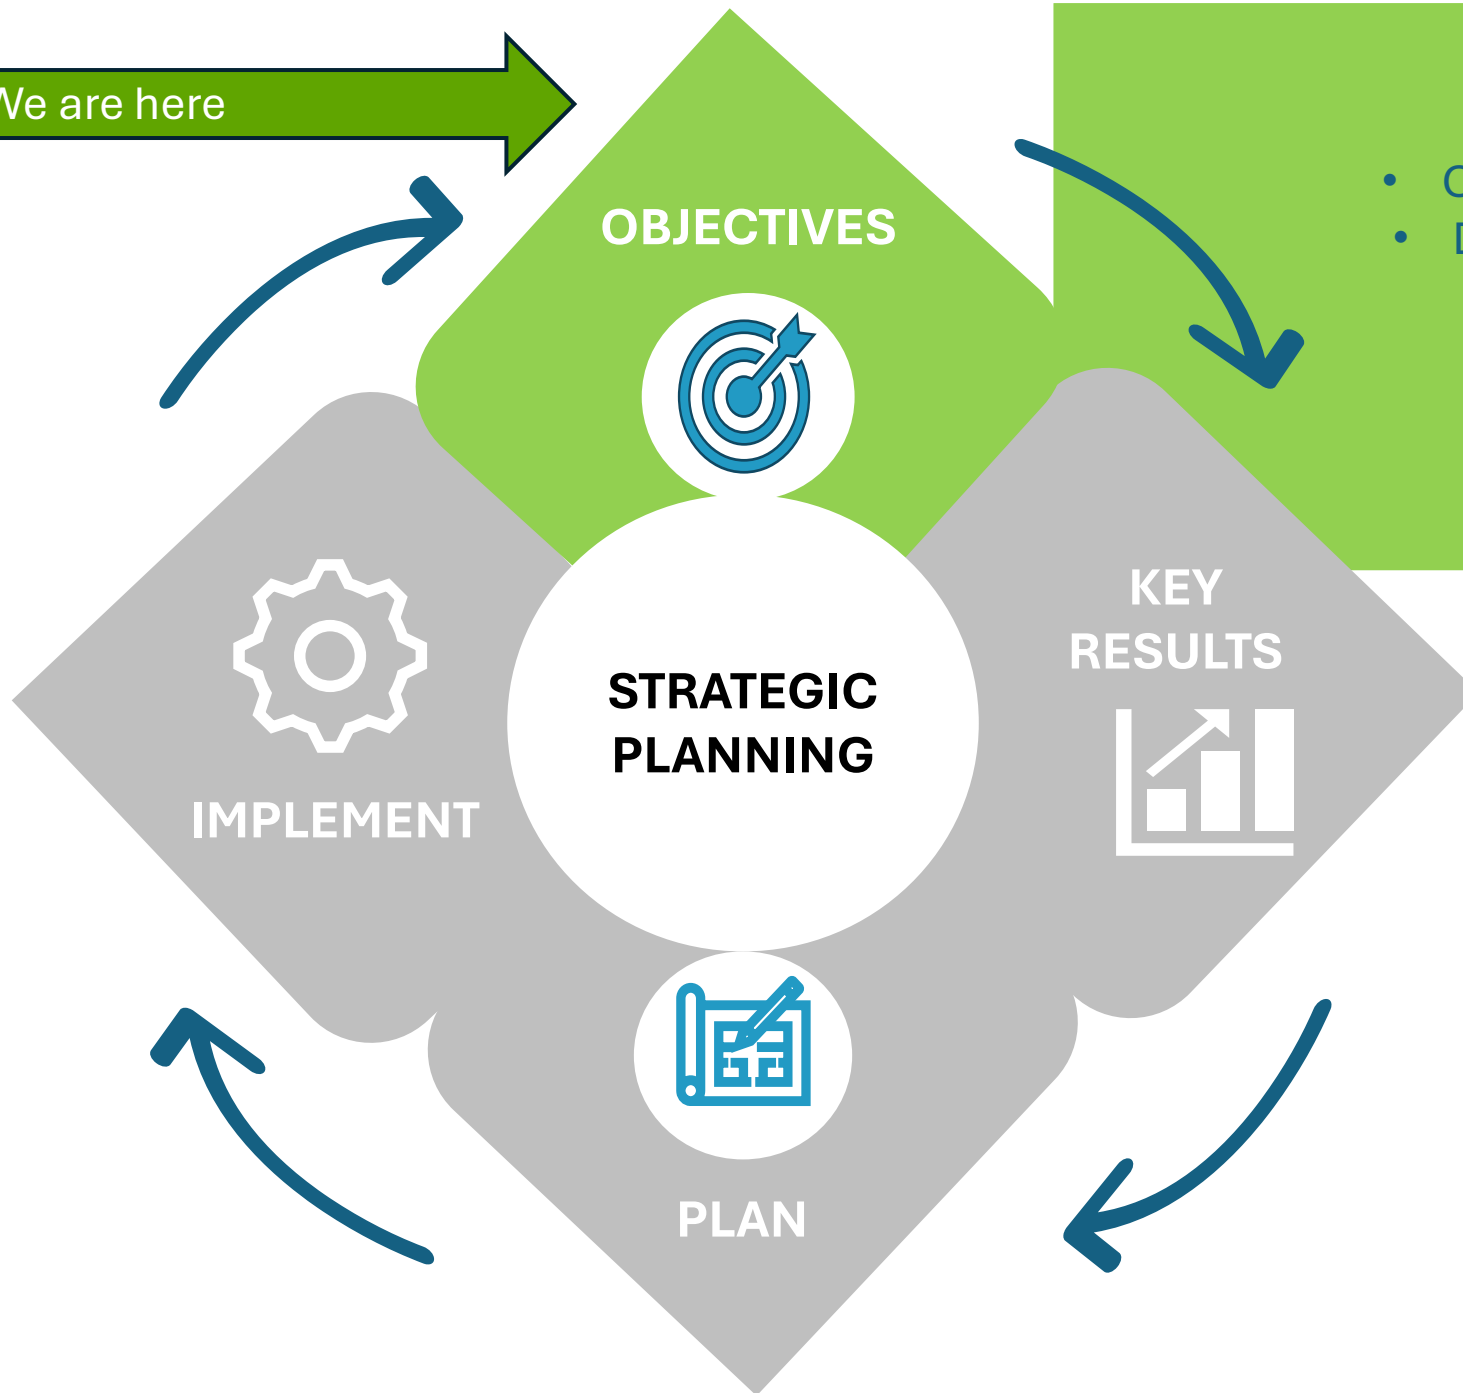 We are here
OBJECTIVES
KEY
RESULTS
STRATEGIC
PLANNING
IMPLEMENT
PLAN